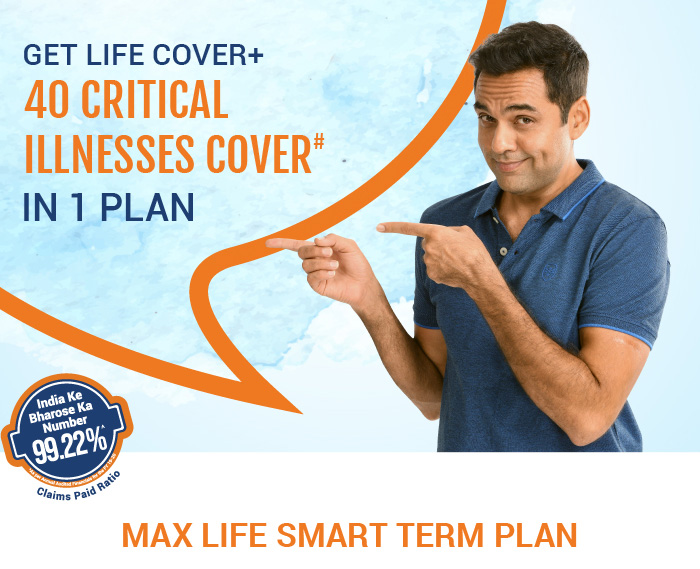 GET LIFE COVER+
40 CRITICAL
ILLNESSES COVER#
IN 1 PLAN
India Ke
Bharose Ka
Number
99.22%^
Claims Paid Ratio
MAX LIFE SMART TERM PLAN